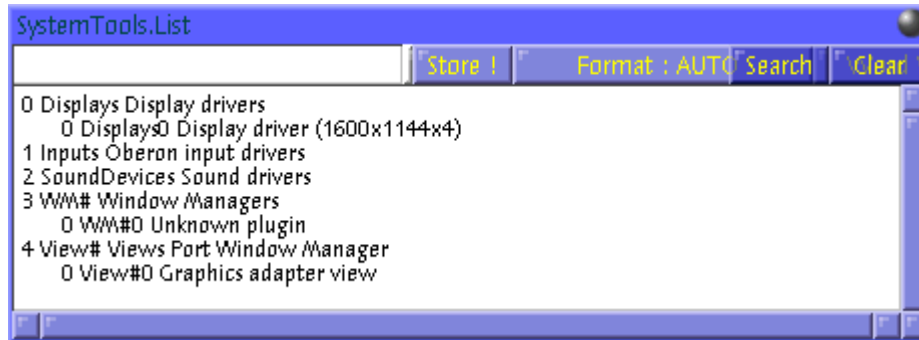 SystemTools.List
Store ! Format : AUTO Search Clear
0 Displays Display drivers
0 Displays0 Display driver (1600x1144x4)
1 Inputs Oberon input drivers
2 SoundDevices Sound drivers
3 WM# Window Managers
0 WM#0 Unknown plugin
4 View# Views Port Window Manager
0 View#0 Graphics adapter view